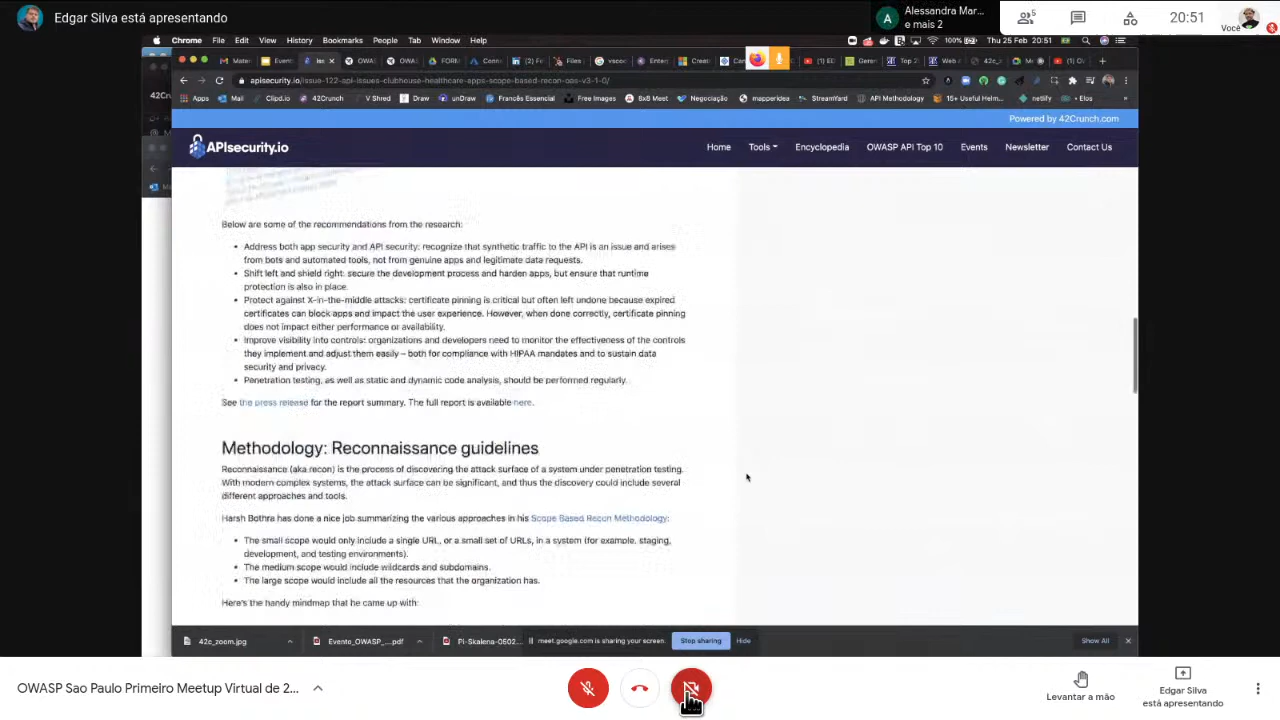 Edgar Silva está apresentando
A
Alessandra Mar...
e mais 2
5
20:51
Você
Chrome File Edit View History Bookmarks People Tab Window Help
100% Thu 25 Feb 20:51
apisecurity.io/issue-122-api-issues-clubhouse-healthcare-apps-scope-based-recon-ops-v3-1-0/
Apps Mail Clipd.io 42Crunch V Shred Draw unDraw Francês Essencial Free Images 8x8 Meet Negociação mapperidea StreamYard API Methodology 15+ Useful Helm... netlify Elos
Powered by 42Crunch.com
APIsecurity.io
Home Tools Encyclopedia OWASP API Top 10 Events Newsletter Contact Us
Below are some of the recommendations from the research:
• Address both app security and API security: recognize that synthetic traffic to the API is an issue and arises
from bots and automated tools, not from genuine apps and legitimate data requests.
• Shift left and shield right: secure the development process and harden apps, but ensure that runtime
protection is also in place.
• Protect against X-in-the-middle attacks: certificate pinning is critical but often left undone because expired
certificates can block apps and impact the user experience. However, when done correctly, certificate pinning
does not impact either performance or availability.
• Improve visibility into controls: organizations and developers need to monitor the effectiveness of the controls
they implement and adjust them easily – both for compliance with HIPAA mandates and to sustain data
security and privacy.
• Penetration testing, as well as static and dynamic code analysis, should be performed regularly.
See the press release for the report summary. The full report is available here.
Methodology: Reconnaissance guidelines
Reconnaissance (aka recon) is the process of discovering the attack surface of a system under penetration testing.
With modern complex systems, the attack surface can be significant, and thus the discovery could include several
different approaches and tools.
Harsh Bothra has done a nice job summarizing the various approaches in his Scope Based Recon Methodology:
• The small scope would only include a single URL, or a small set of URLs, in a system (for example, staging,
development, and testing environments).
• The medium scope would include wildcards and subdomains.
• The large scope would include all the resources that the organization has.
Here's the handy mindmap that he came up with:
42c_zoom.jpg Evento_OWASP_....pdf PI-Skalena-0502... meet.google.com is sharing your screen. Stop sharing Hide Show All
OWASP Sao Paulo Primeiro Meetup Virtual de 2...
Levantar a mão
Edgar Silva
está apresentando